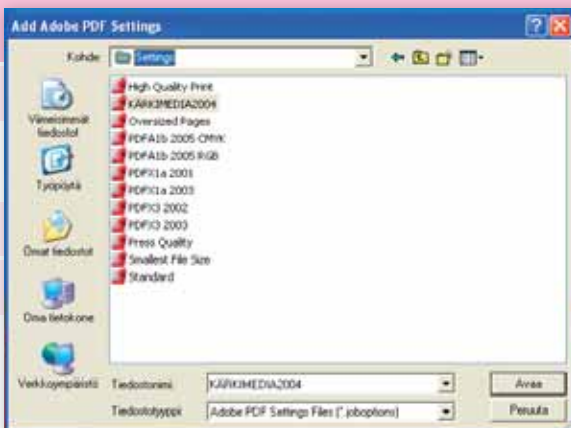 Add Adobe PDF Settings
Kohde
Settings
High Quality Print
KÄRKIMEDIA2004
Oversized Pages
PDFA1b 2005 CMYK
PDFA1b 2005 RGB
PDFX1a 2001
PDFX1a 2003
PDFX3 2002
PDFX3 2003
Press Quality
Smallest File Size
Standard
Viimeisimmät
tiedostot
Työpöytä
Omat tiedostot
Oma tietokone
Verkkoympäristö
Tiedostonimi:
KÄRKIMEDIA2004
Avaa
Tiedostotyyppi:
Adobe PDF Settings Files (*.joboptions)
Peruuta